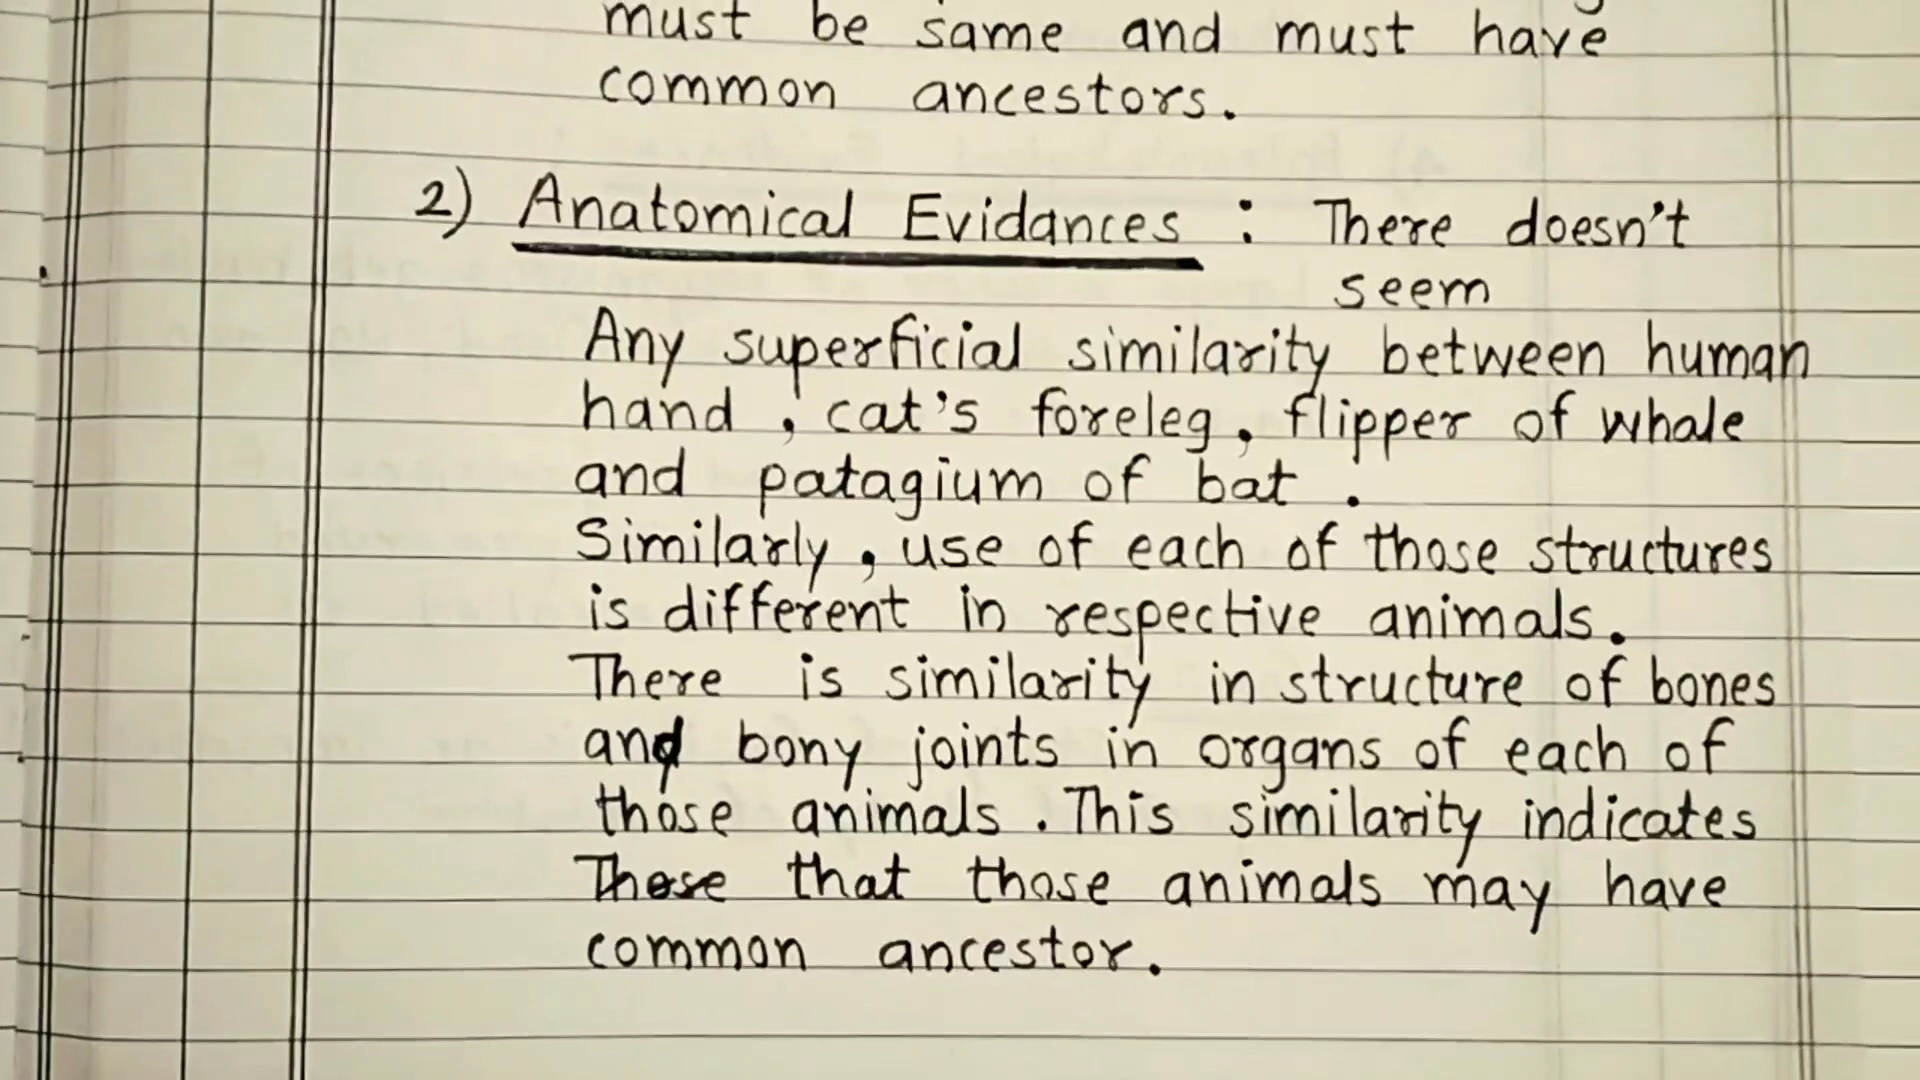 must be same and must have
common ancestors.
2) Anatomical Evidances : There doesn't
seem
Any superficial similarity between human
hand , cat's foreleg , flipper of whale
and patagium of bat .
Similarly , use of each of those structures
is different in respective animals.
There is similarity in structure of bones
and bony joints in organs of each of
those animals . This similarity indicates
These that those animals may have
common ancestor.